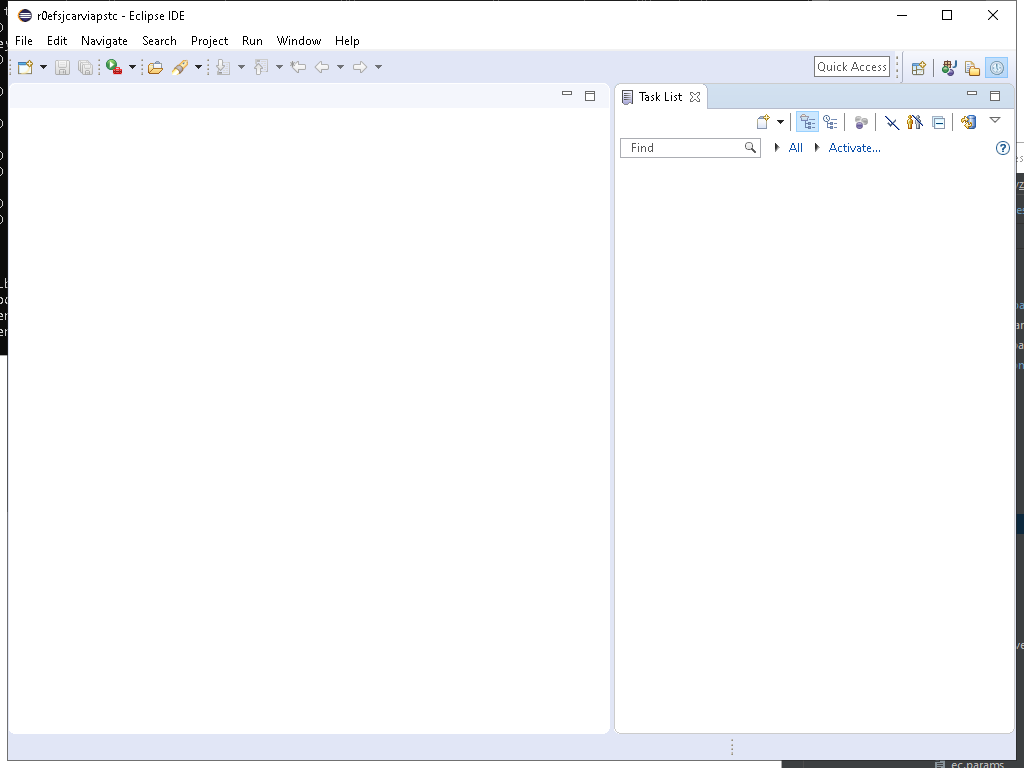 r0efsjcarviapstc - Eclipse IDE
File Edit Navigate Search Project Run Window Help
Quick Access
Task List
Find All Activate...
ec.params